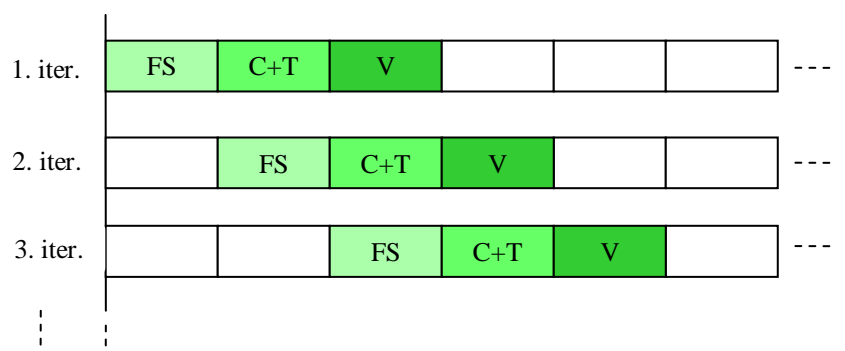 1. iter. FS C+T V
2. iter. FS C+T V
3. iter. FS C+T V